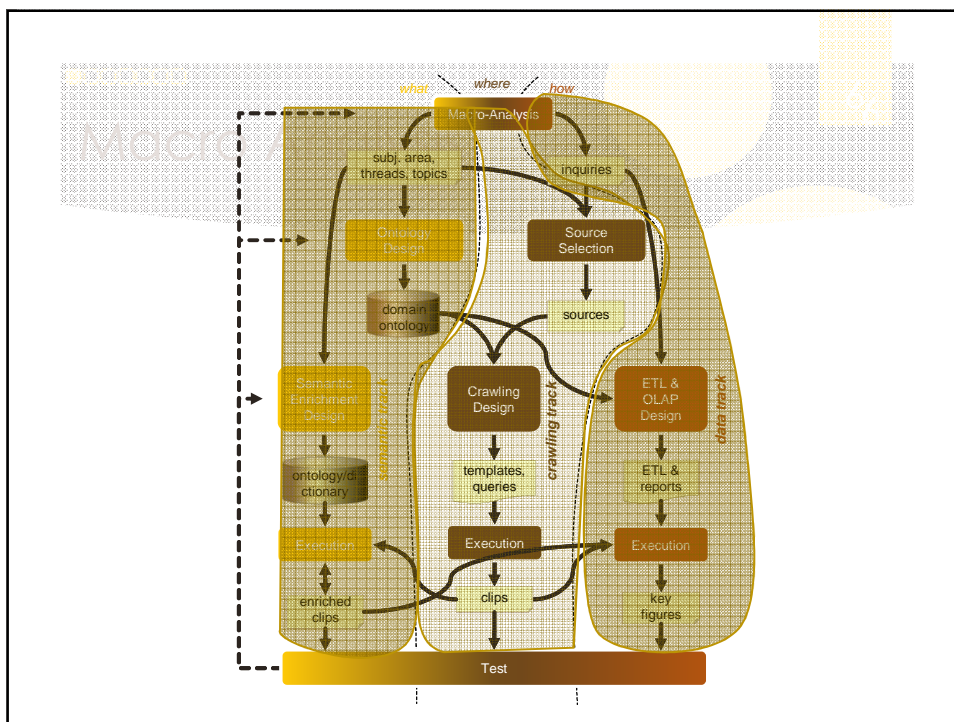 where
what
how
Macro-Analysis
subj. area,
threads, topics
inquiries
Ontology
Design
Source
Selection
domain
ontology
sources
Semantic
Enrichment
Design
semantic track
Crawling
Design
crawling track
ETL &
OLAP
Design
data track
ontology/di
ctionary
templates,
queries
ETL &
reports
Execution
Execution
Execution
enriched
clips
clips
key
figures
Test